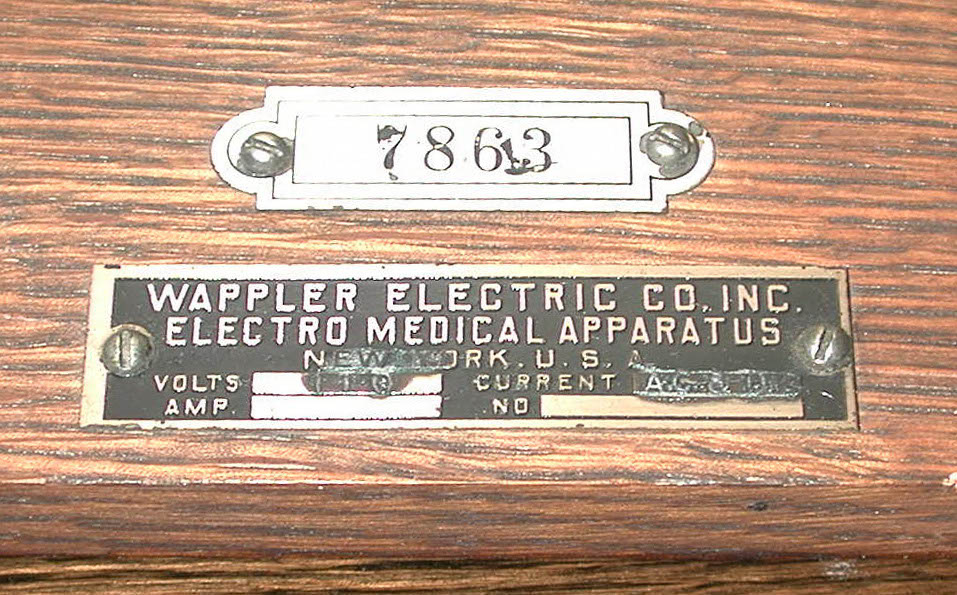 7863
WAPPLER ELECTRIC CO., INC.
ELECTRO MEDICAL APPARATUS
NEW YORK. U. S. A
VOLTS 110 CURRENT
AMP. NO